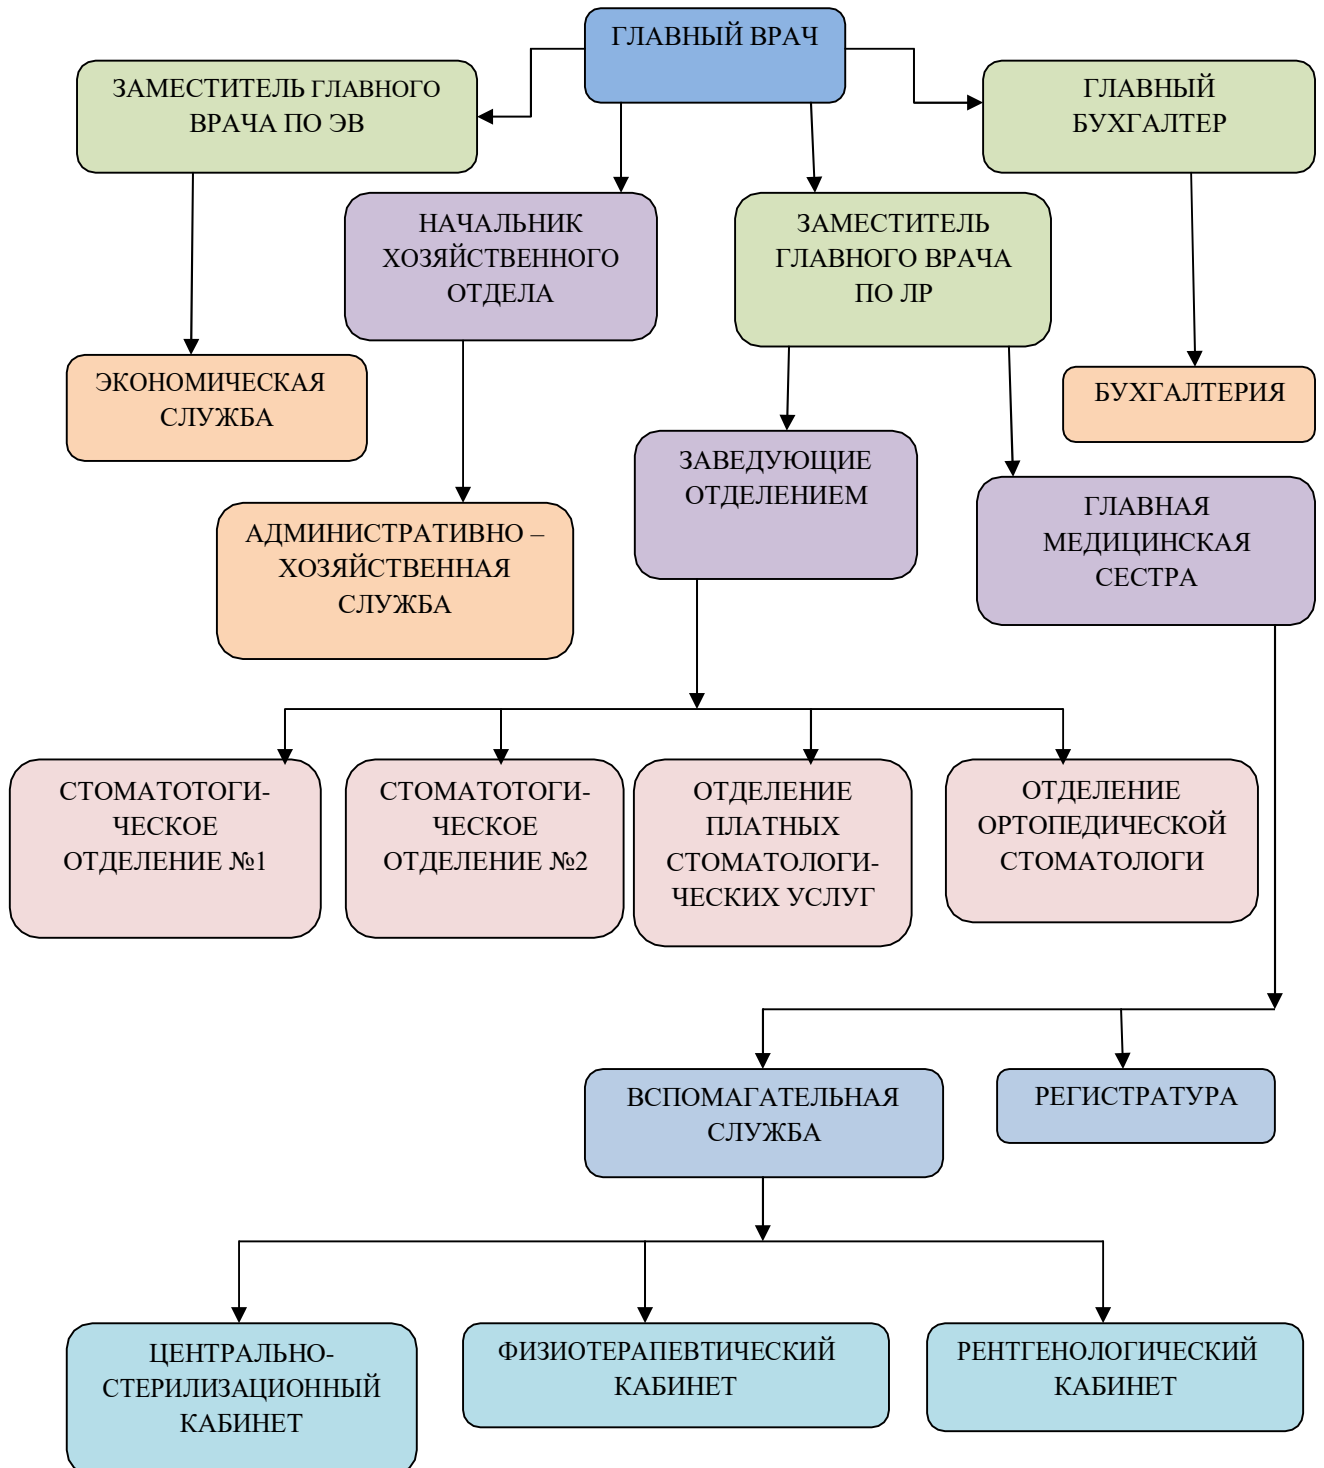 ГЛАВНЫЙ ВРАЧ
ЗАМЕСТИТЕЛЬ ГЛАВНОГО
ВРАЧА ПО ЭВ
ГЛАВНЫЙ
БУХГАЛТЕР
НАЧАЛЬНИК
ХОЗЯЙСТВЕННОГО
ОТДЕЛА
ЗАМЕСТИТЕЛЬ
ГЛАВНОГО ВРАЧА
ПО ЛР
ЭКОНОМИЧЕСКАЯ
СЛУЖБА
БУХГАЛТЕРИЯ
ЗАВЕДУЮЩИЕ
ОТДЕЛЕНИЕМ
ГЛАВНАЯ
МЕДИЦИНСКАЯ
СЕСТРА
АДМИНИСТРАТИВНО –
ХОЗЯЙСТВЕННАЯ
СЛУЖБА
СТОМАТОТОГИ-
ЧЕСКОЕ
ОТДЕЛЕНИЕ №1
СТОМАТОТОГИ-
ЧЕСКОЕ
ОТДЕЛЕНИЕ №2
ОТДЕЛЕНИЕ
ПЛАТНЫХ
СТОМАТОЛОГИ-
ЧЕСКИХ УСЛУГ
ОТДЕЛЕНИЕ
ОРТОПЕДИЧЕСКОЙ
СТОМАТОЛОГИ
ВСПОМАГАТЕЛЬНАЯ
СЛУЖБА
РЕГИСТРАТУРА
ЦЕНТРАЛЬНО-
СТЕРИЛИЗАЦИОННЫЙ
КАБИНЕТ
ФИЗИОТЕРАПЕВТИЧЕСКИЙ
КАБИНЕТ
РЕНТГЕНОЛОГИЧЕСКИЙ
КАБИНЕТ